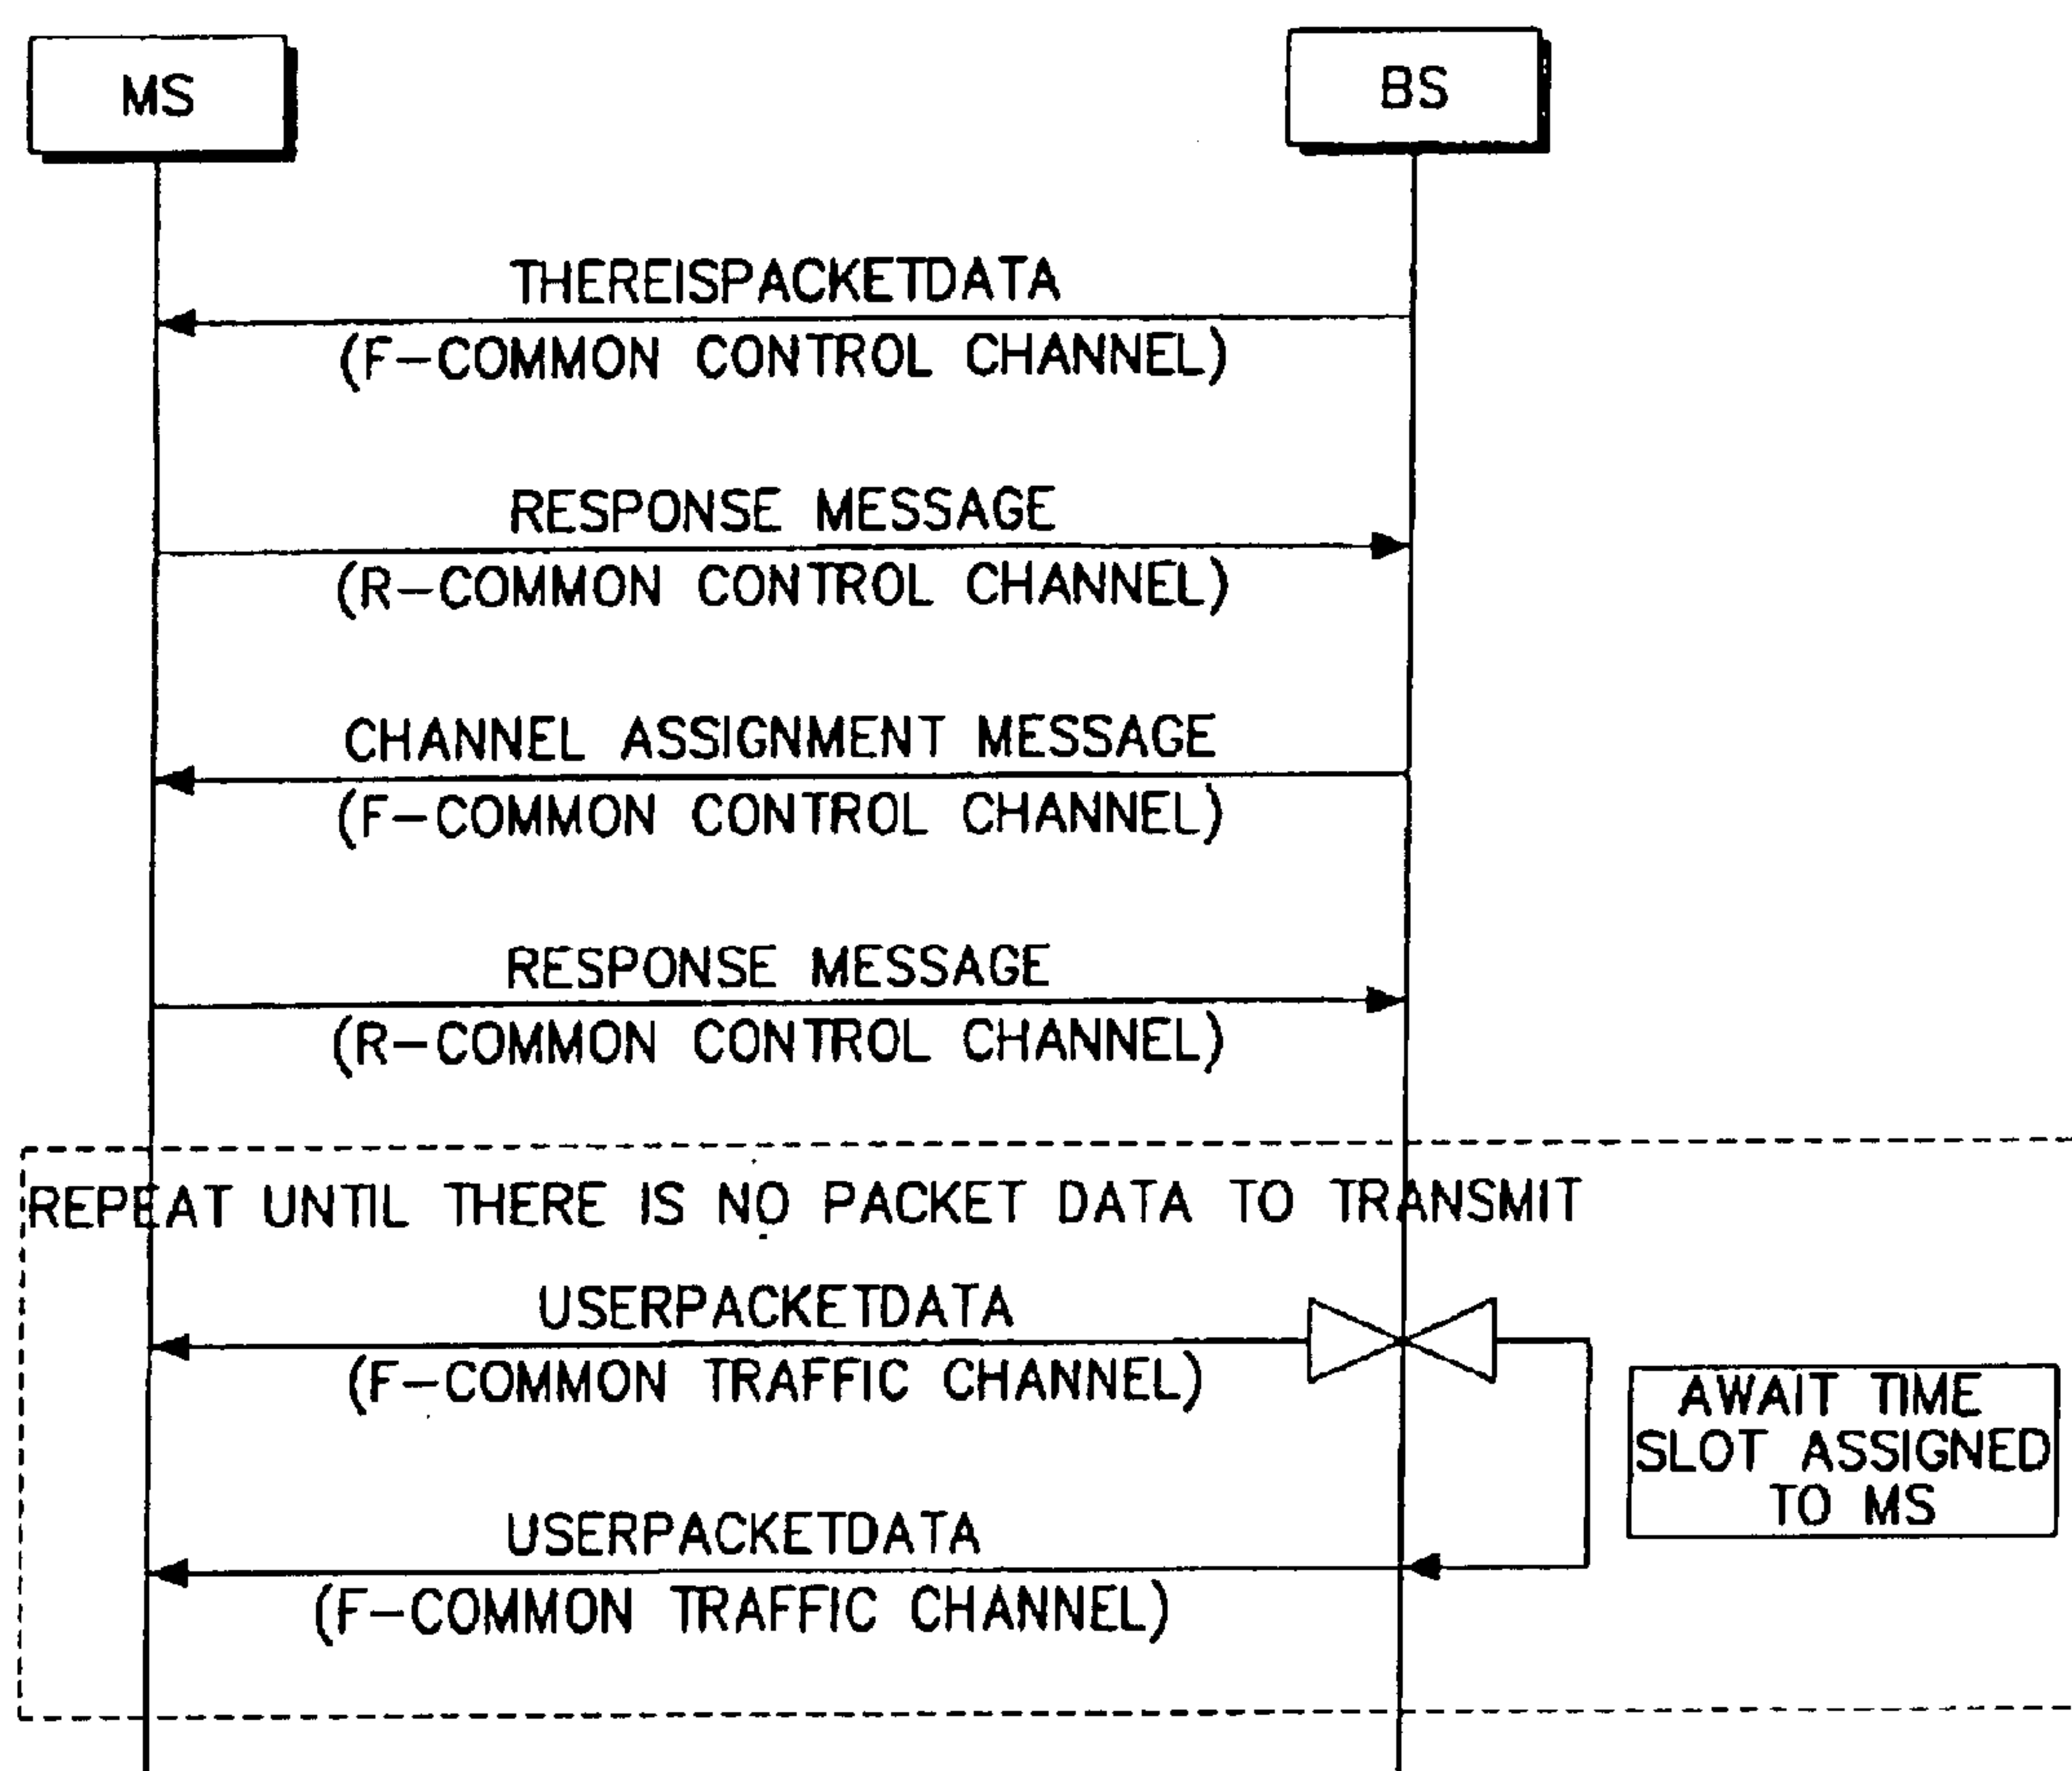 MS
BS
THEREISPACKETDATA
(F-COMMON CONTROL CHANNEL)
RESPONSE MESSAGE
(R-COMMON CONTROL CHANNEL)
CHANNEL ASSIGNMENT MESSAGE
(F-COMMON CONTROL CHANNEL)
RESPONSE MESSAGE
(R-COMMON CONTROL CHANNEL)
REPEAT UNTIL THERE IS NO PACKET DATA TO TRANSMIT
USERPACKETDATA
(F-COMMON TRAFFIC CHANNEL)
AWAIT TIME
SLOT ASSIGNED
TO MS
USERPACKETDATA
(F-COMMON TRAFFIC CHANNEL)